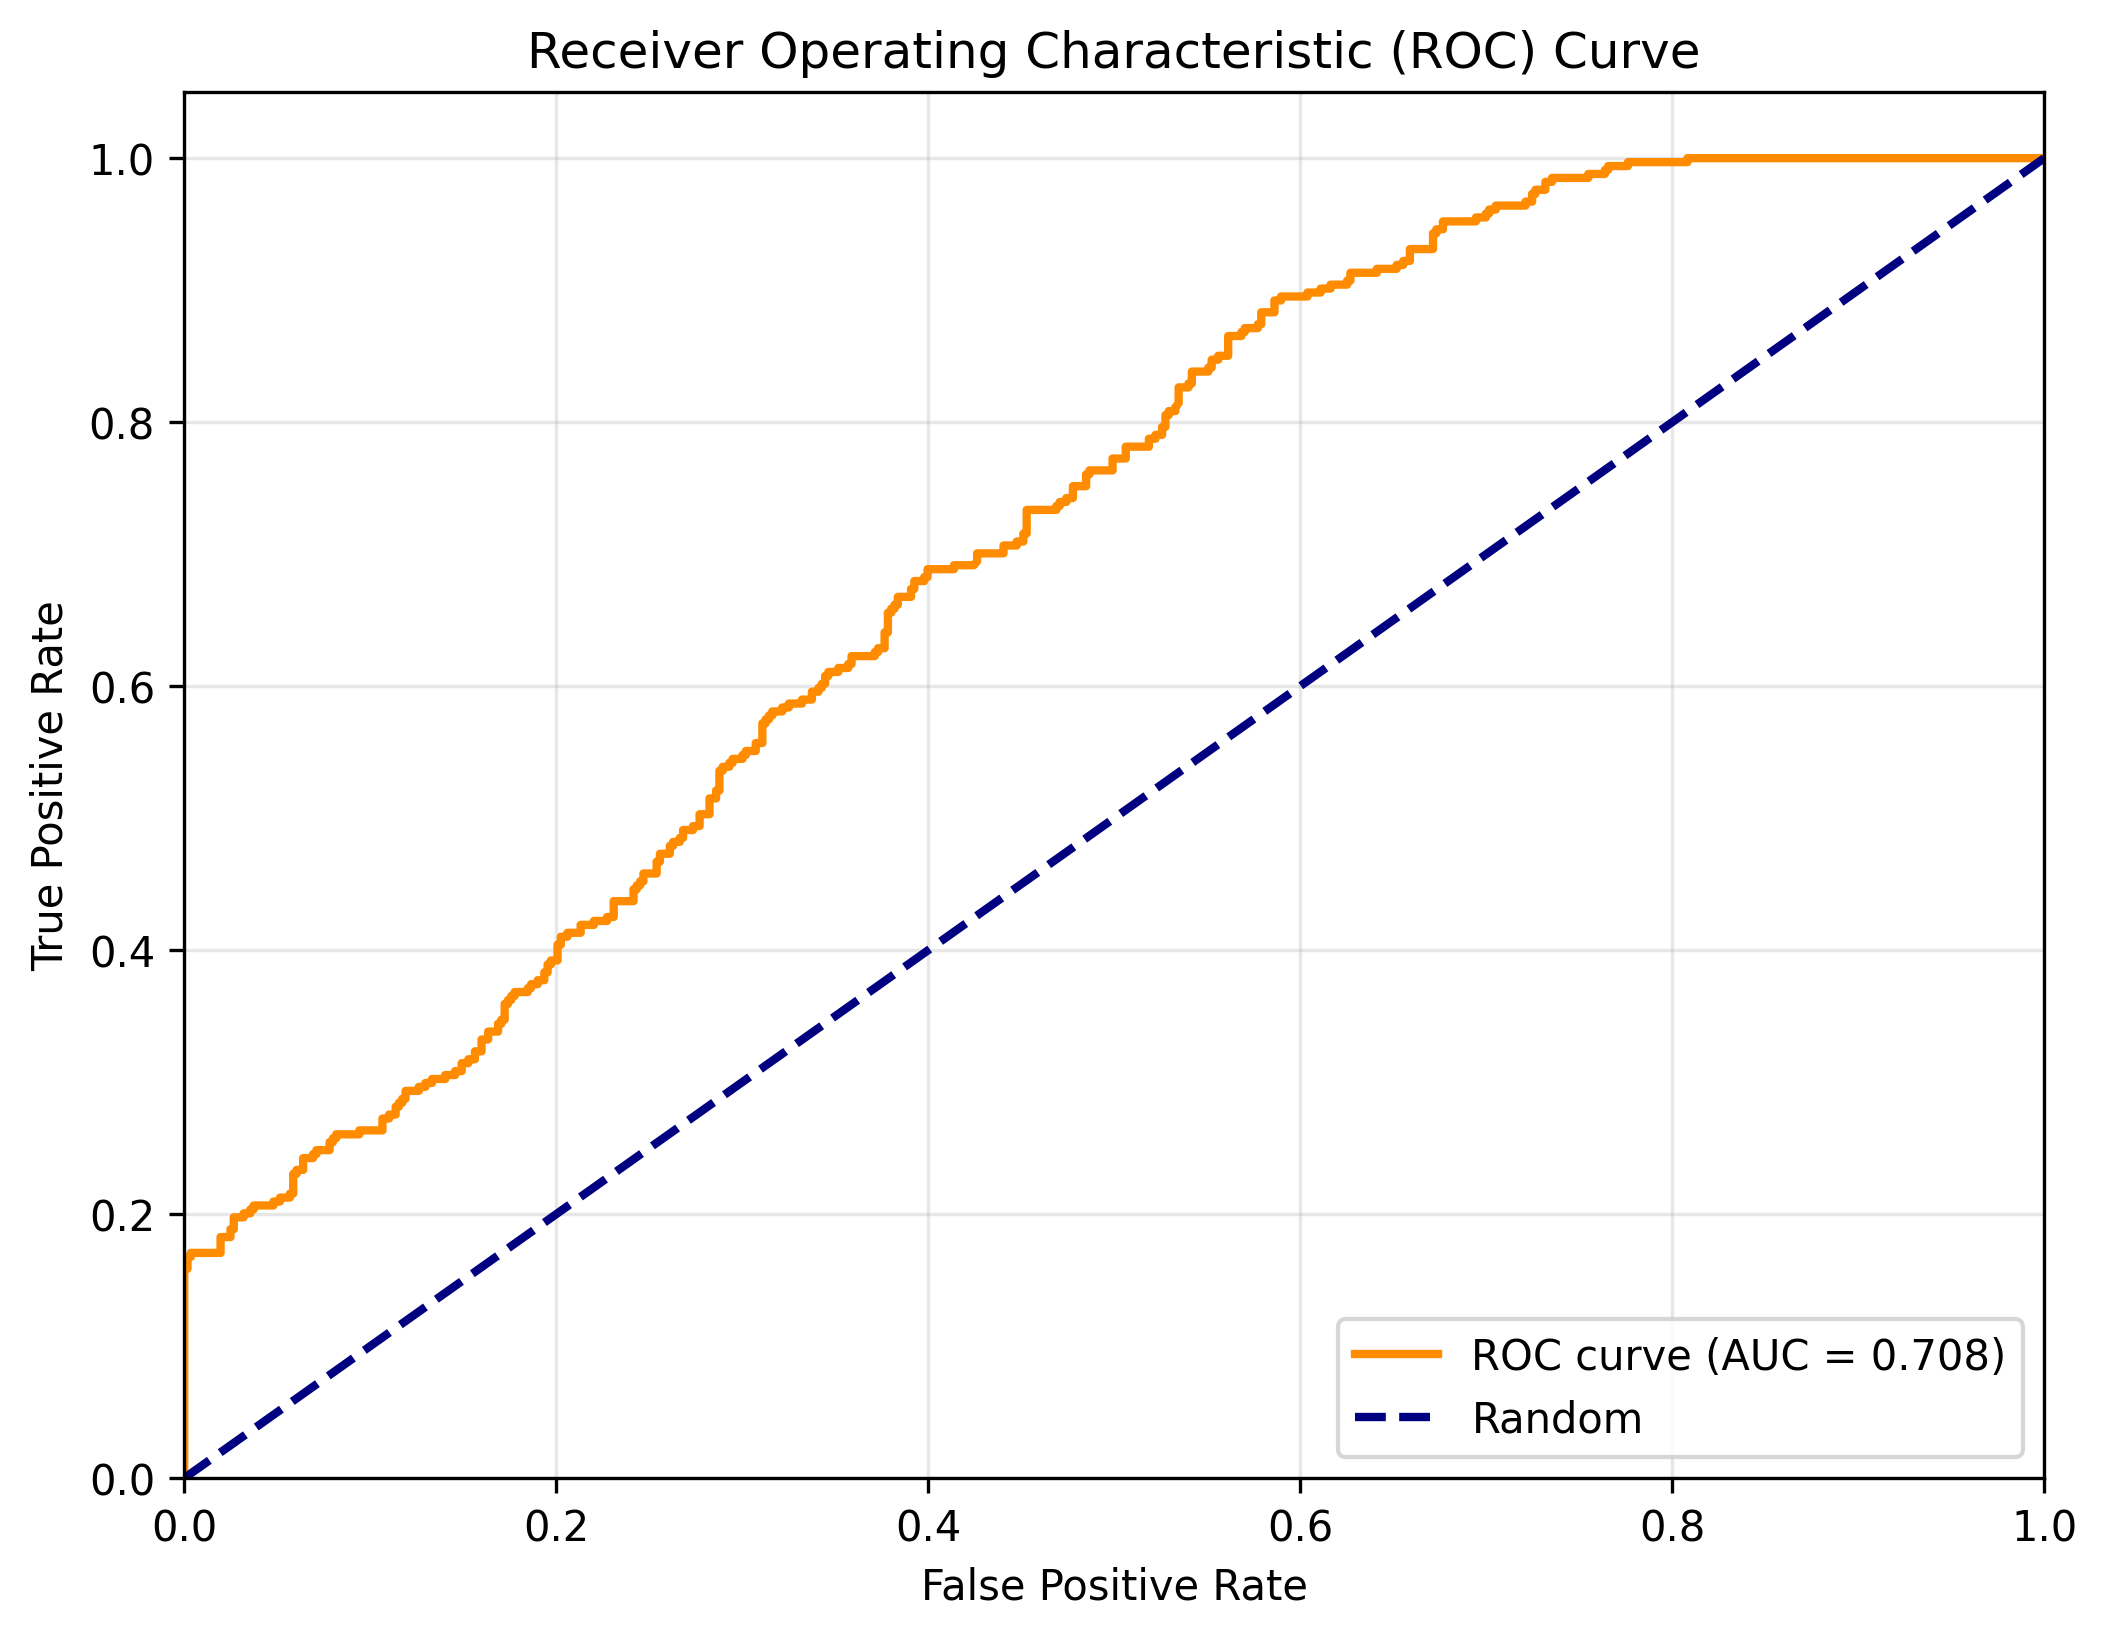 Receiver Operating Characteristic (ROC) Curve
True Positive Rate
1.0
0.8
0.6
0.4
0.2
0.0
ROC curve (AUC = 0.708)
Random
0.0 0.2 0.4 0.6 0.8 1.0
False Positive Rate